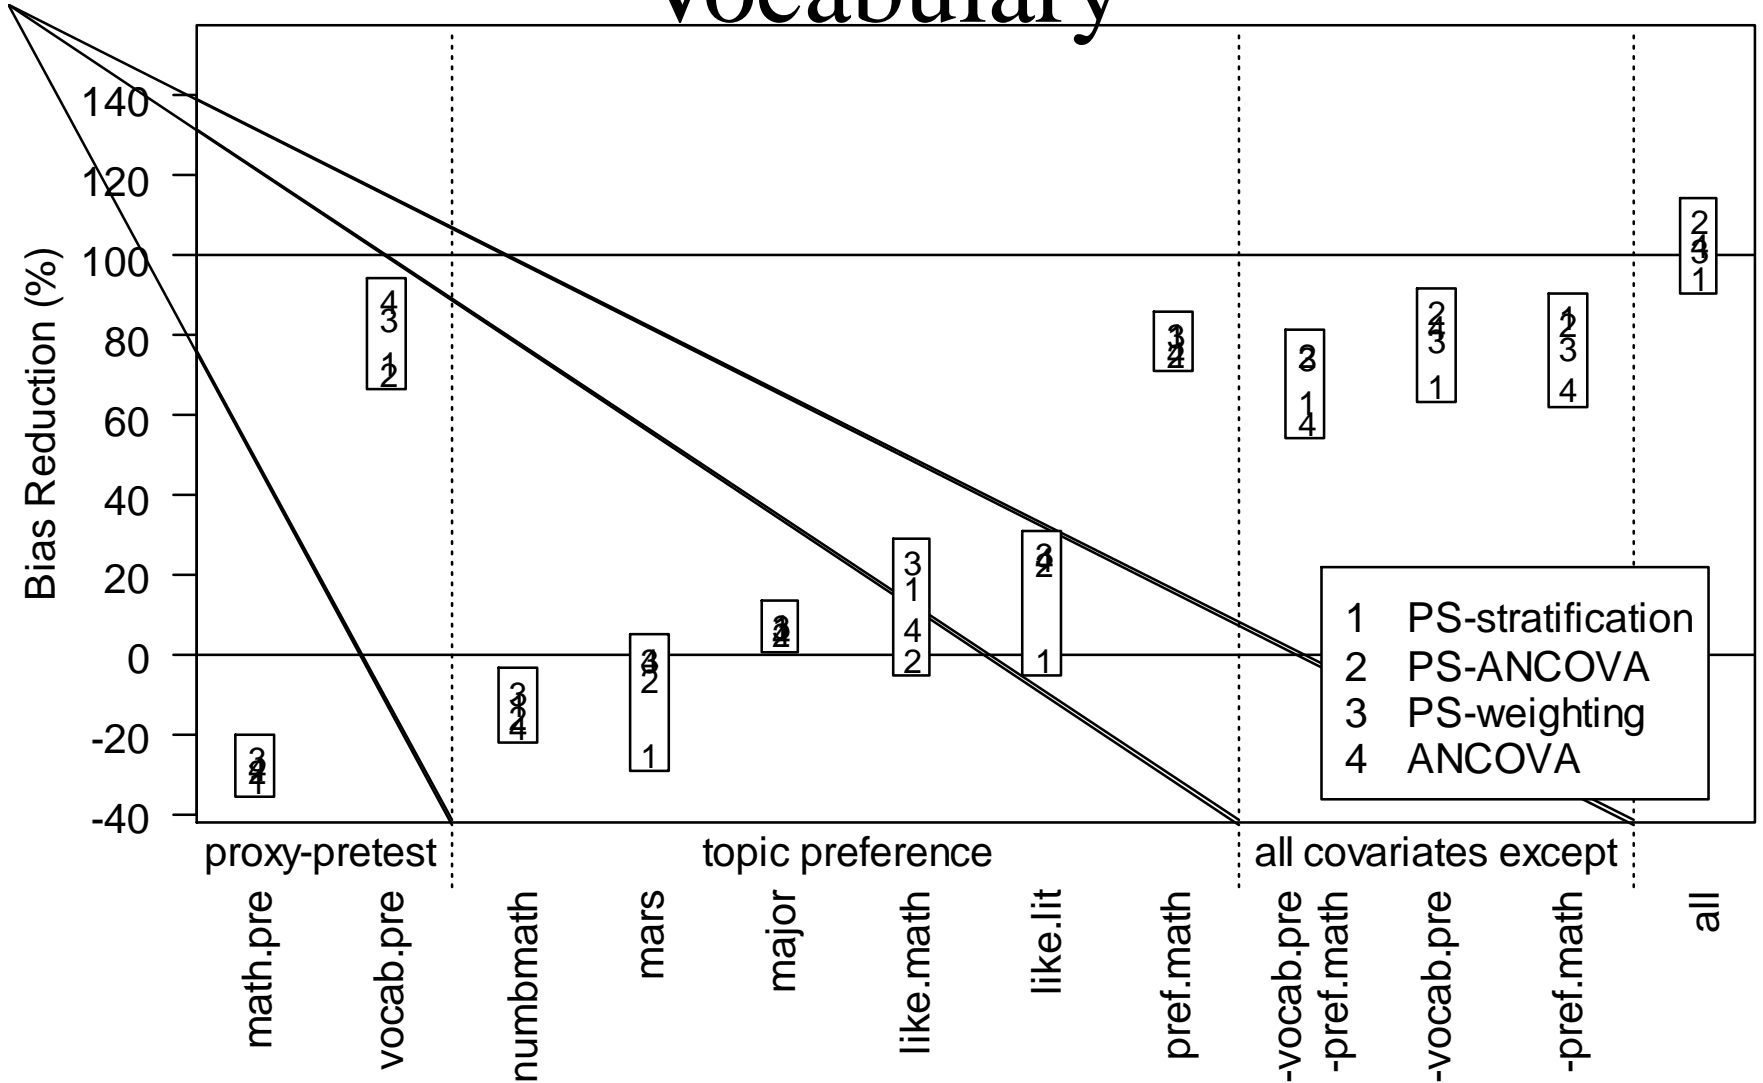 vocabulary
140
120
100
80
60
40
20
0
-20
-40
Bias Reduction (%)
1 PS-stratification
2 PS-ANCOVA
3 PS-weighting
4 ANCOVA
proxy-pretest topic preference all covariates except
math.pre
vocab.pre
numbmath
mars
major
like.math
like.lit
pref.math
-vocab.pre
-pref.math
-vocab.pre
-pref.math
all